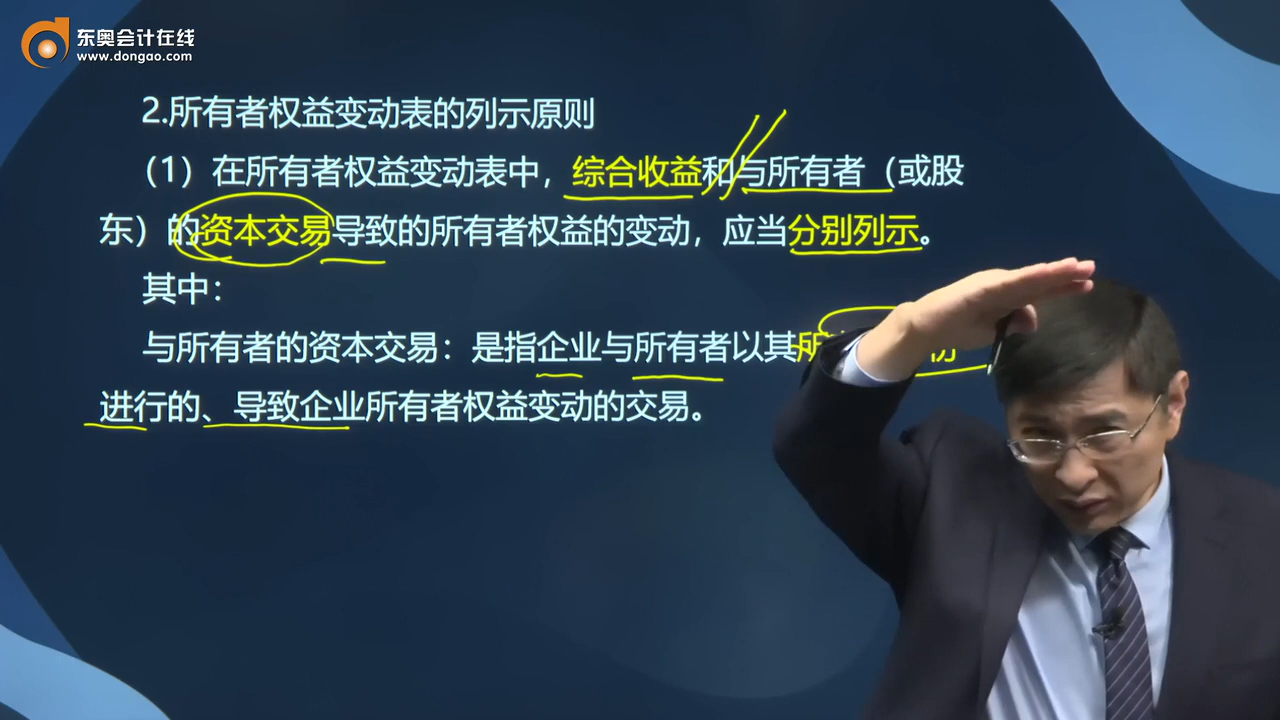 东奥会计在线
www.dongao.com
2.所有者权益变动表的列示原则
（1）在所有者权益变动表中，综合收益和与所有者（或股
东）的资本交易导致的所有者权益的变动，应当分别列示。
其中：
与所有者的资本交易：是指企业与所有者以其所
进行的、导致企业所有者权益变动的交易。